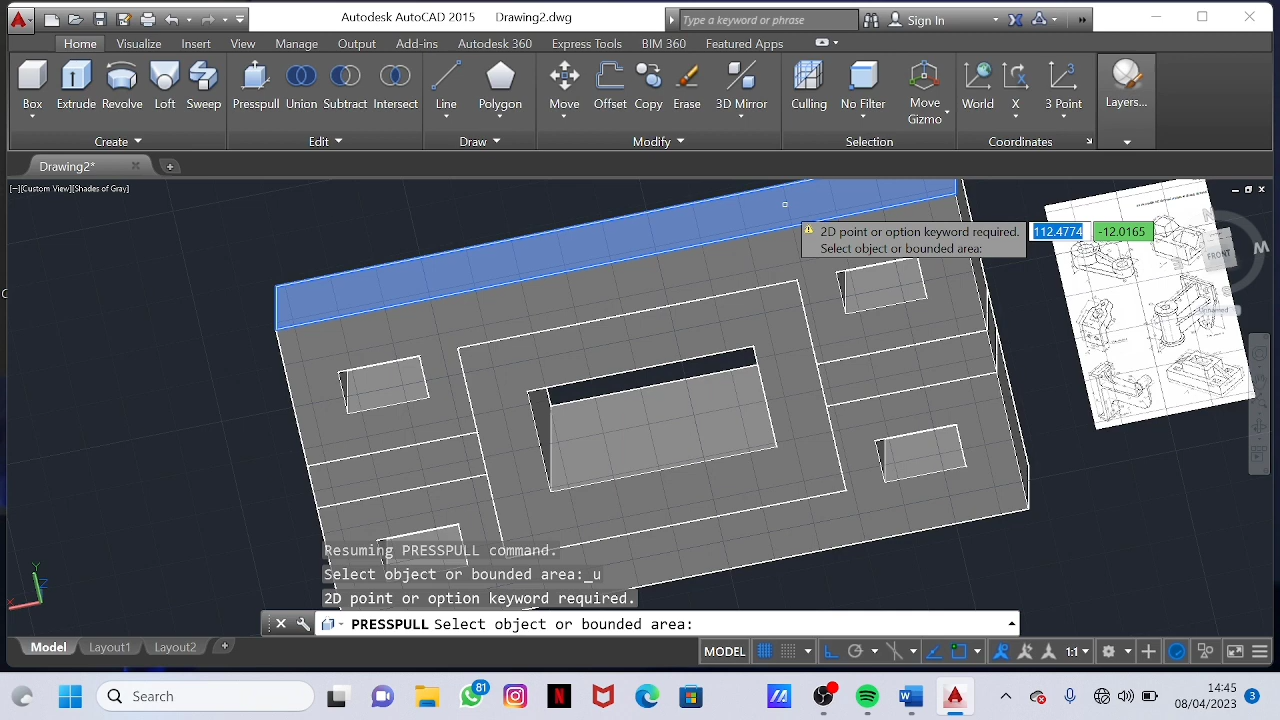 Autodesk AutoCAD 2015 Drawing2.dwg
Type a keyword or phrase
Sign In
Home Visualize Insert View Manage Output Add-ins Autodesk 360 Express Tools BIM 360 Featured Apps
Box Extrude Revolve Loft Sweep Presspull Union Subtract Intersect Line Polygon Move Offset Copy Erase 3D Mirror Culling No Filter Move Gizmo World X 3 Point Layers...
Create Edit Draw Modify Selection Coordinates
Drawing2*
[-][Custom View][Shades of Gray]
2D point or option keyword required. 112.4774 -12.0165
Select object or bounded area:
N
W
FRONT
Unnamed
Resuming PRESSPULL command.
Select object or bounded area:_u
2D point or option keyword required.
Y
Z
X
PRESSPULL Select object or bounded area:
Model Layout1 Layout2
MODEL 1:1
Search 81 14:45
08/04/2023 3